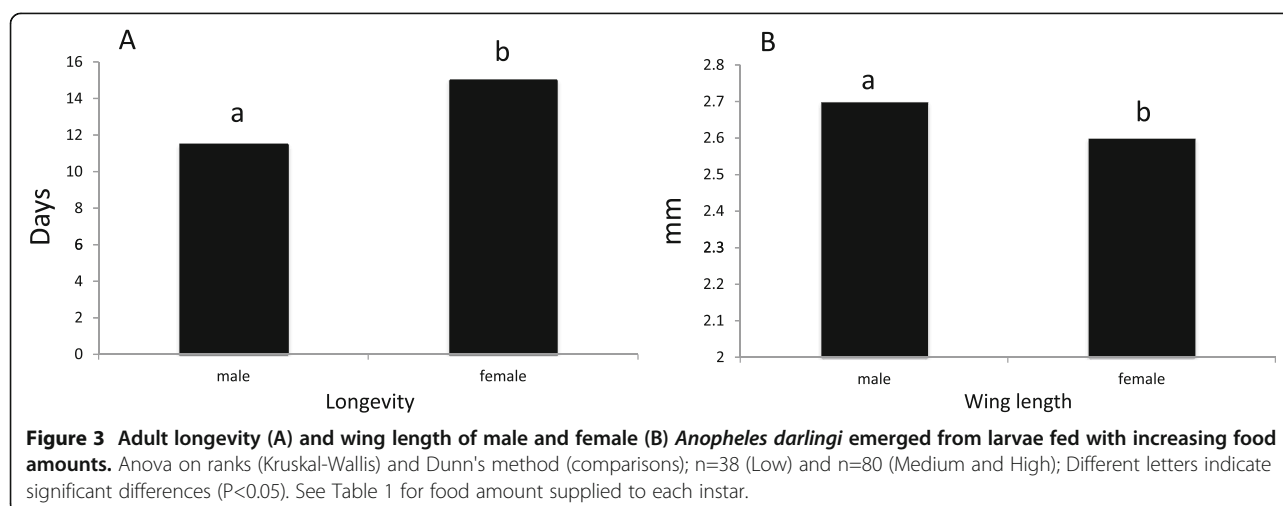 A
16
14
12
10
8
6
4
2
0
Days
a
b
male
female
Longevity
B
2.8
2.7
2.6
2.5
2.4
2.3
2.2
2.1
2
mm
a
b
male
female
Wing length
Figure 3 Adult longevity (A) and wing length of male and female (B) Anopheles darlingi emerged from larvae fed with increasing food
amounts. Anova on ranks (Kruskal-Wallis) and Dunn's method (comparisons); n=38 (Low) and n=80 (Medium and High); Different letters indicate
significant differences (P<0.05). See Table 1 for food amount supplied to each instar.